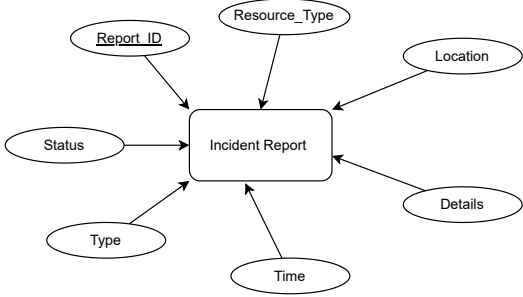 Resource_Type
Report_ID
Location
Status
Incident Report
Details
Type
Time